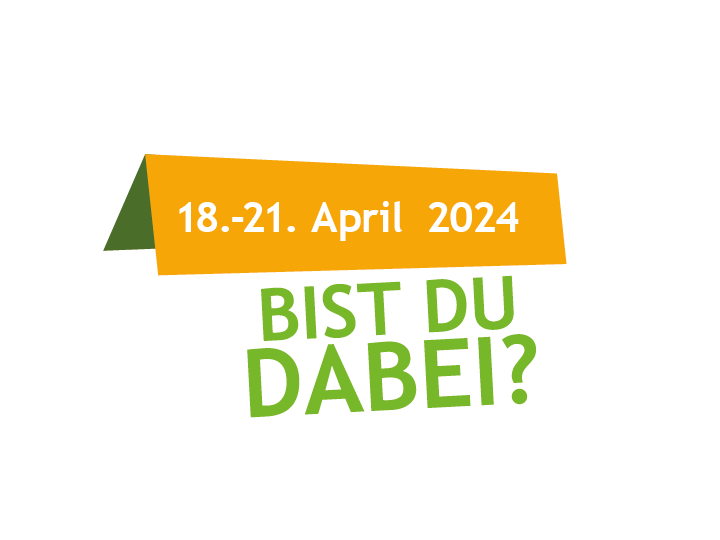 18.-21. April 2024
BIST DU
DABEI?